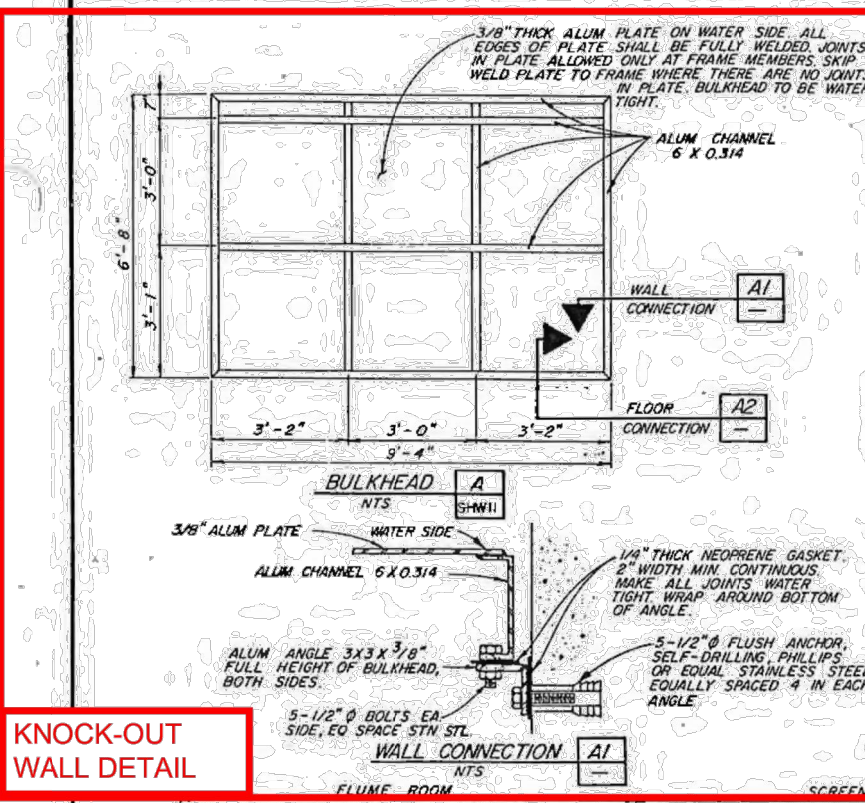 3/8" THICK ALUM PLATE ON WATER SIDE. ALL
EDGES OF PLATE SHALL BE FULLY WELDED. JOINTS
IN PLATE ALLOWED ONLY AT FRAME MEMBERS. SKIP
WELD PLATE TO FRAME WHERE THERE ARE NO JOINT
IN PLATE. BULKHEAD TO BE WATER
TIGHT.
ALUM CHANNEL
6 X 0.314
3'-0"
6'-8"
3'-1"
WALL
CONNECTION
A1
—
FLOOR
CONNECTION
A2
—
3'-2"
3'-0"
3'-2"
9'-4"
BULKHEAD
NTS
A
3/8" ALUM PLATE
WATER SIDE
ALUM CHANNEL 6X0.314
1/4" THICK NEOPRENE GASKET
2" WIDTH MIN. CONTINUOUS.
MAKE ALL JOINTS WATER
TIGHT. WRAP AROUND BOTTOM
OF ANGLE.
ALUM ANGLE 3X3X3/8"
FULL HEIGHT OF BULKHEAD,
BOTH SIDES.
5-1/2" Ø FLUSH ANCHOR,
SELF-DRILLING, PHILLIPS
OR EQUAL STAINLESS STEEL
EQUALLY SPACED 4 IN EACH
ANGLE
5-1/2" Ø BOLTS EA
SIDE, EQ SPACE STN STL
WALL CONNECTION
NTS
A1
—
KNOCK-OUT
WALL DETAIL
FLUME ROOM
SCREEN